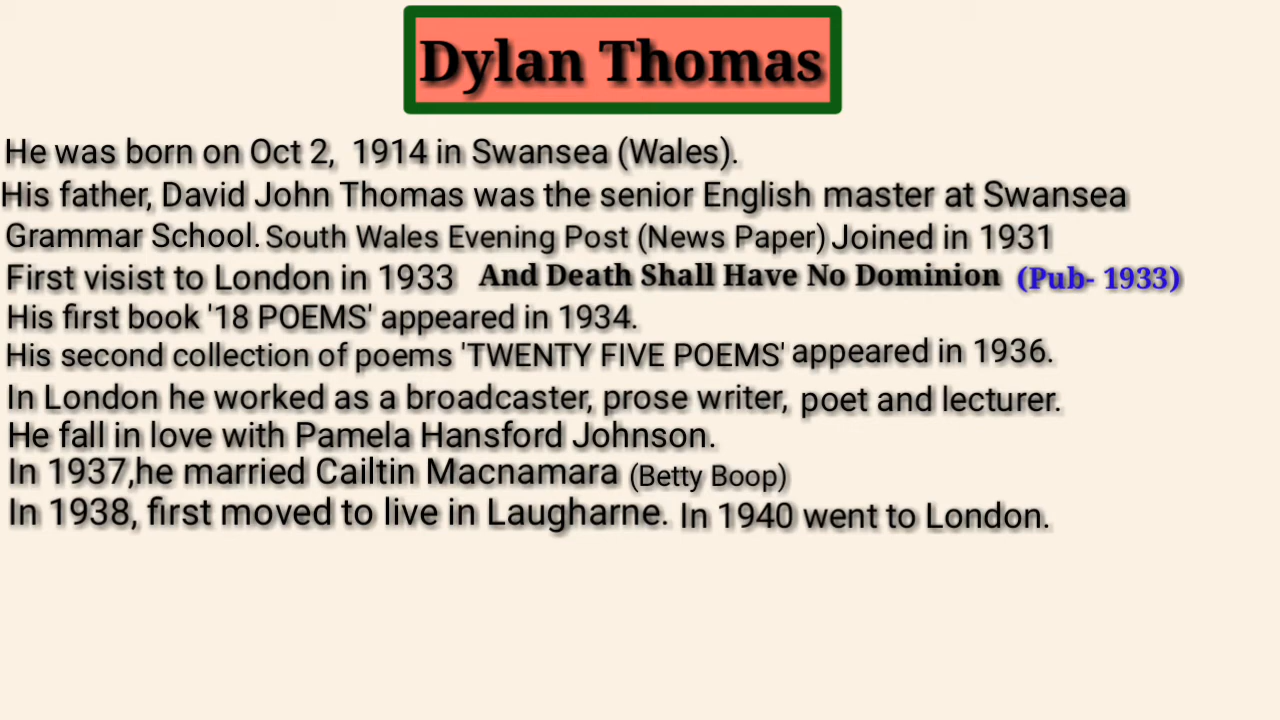 Dylan Thomas
He was born on Oct 2, 1914 in Swansea (Wales).
His father, David John Thomas was the senior English master at Swansea
Grammar School. South Wales Evening Post (News Paper) Joined in 1931
First visist to London in 1933 And Death Shall Have No Dominion (Pub- 1933)
His first book '18 POEMS' appeared in 1934.
His second collection of poems 'TWENTY FIVE POEMS' appeared in 1936.
In London he worked as a broadcaster, prose writer, poet and lecturer.
He fall in love with Pamela Hansford Johnson.
In 1937,he married Cailtin Macnamara (Betty Boop)
In 1938, first moved to live in Laugharne. In 1940 went to London.